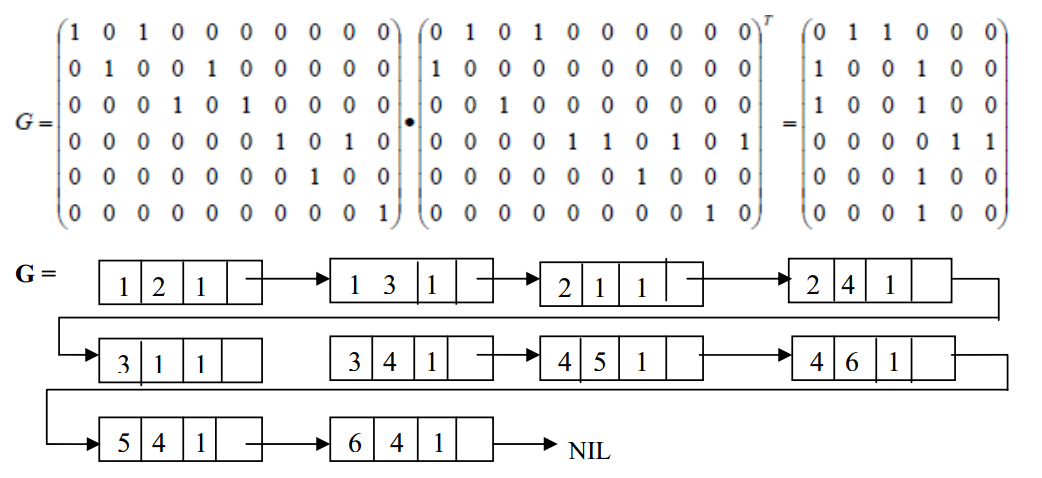 1 0 1 0 0 0 0 0 0 0 0 1 0 1 0 0 0 0 0 0 T 0 1 1 0 0 0
0 1 0 0 1 0 0 0 0 0 1 0 0 0 0 0 0 0 0 0 1 0 0 1 0 0
0 0 0 1 0 1 0 0 0 0 0 0 1 0 0 0 0 0 0 0 1 0 0 1 0 0
G = • =
0 0 0 0 0 0 1 0 1 0 0 0 0 0 1 1 0 1 0 1 0 0 0 0 1 1
0 0 0 0 0 0 0 1 0 0 0 0 0 0 0 0 1 0 0 0 0 0 0 1 0 0
0 0 0 0 0 0 0 0 0 1 0 0 0 0 0 0 0 0 1 0 0 0 0 1 0 0
G = 1 2 1 1 3 1 2 1 1 2 4 1
3 1 1 3 4 1 4 5 1 4 6 1
5 4 1 6 4 1 NIL